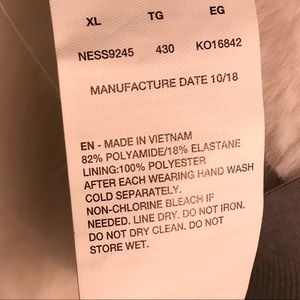 XL TG EG
NESS9245 430 KO16842
MANUFACTURE DATE 10/18
EN - MADE IN VIETNAM
82% POLYAMIDE/18% ELASTANE
LINING:100% POLYESTER
AFTER EACH WEARING HAND WASH
COLD SEPARATELY.
NON-CHLORINE BLEACH IF
NEEDED. LINE DRY. DO NOT IRON.
DO NOT DRY CLEAN. DO NOT
STORE WET.